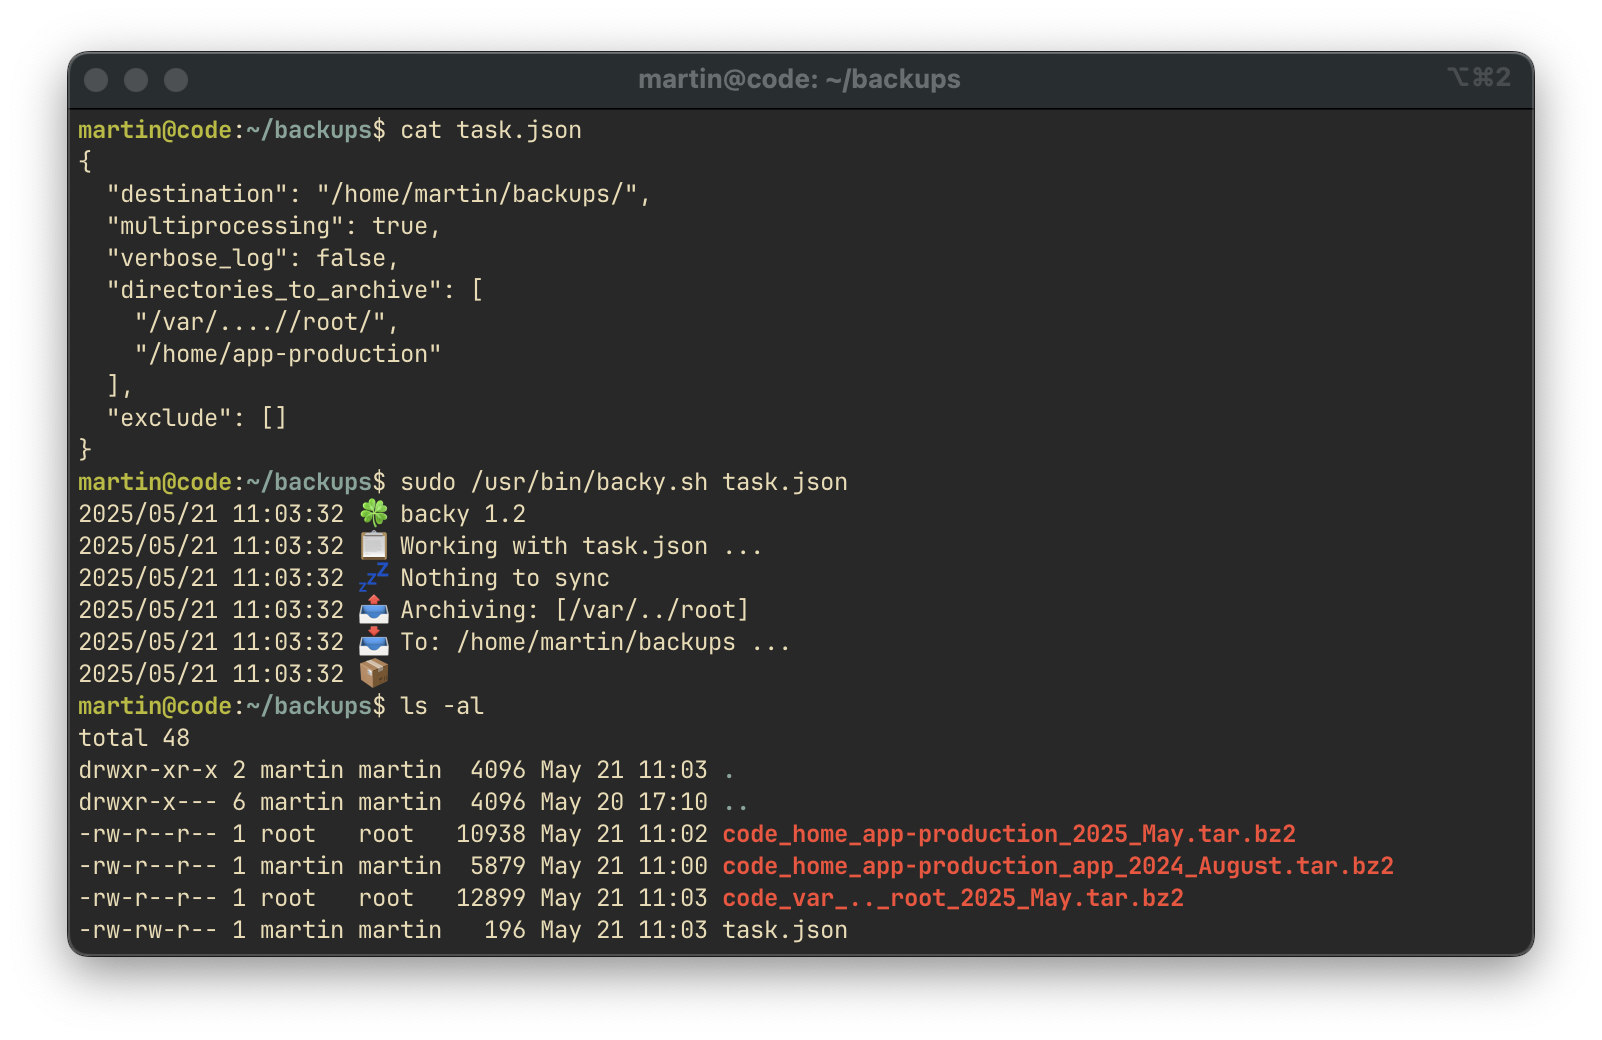 martin@code: ~/backups ⌥⌘2
martin@code:~/backups$ cat task.json
{
  "destination": "/home/martin/backups/",
  "multiprocessing": true,
  "verbose_log": false,
  "directories_to_archive": [
    "/var/....//root/",
    "/home/app-production"
  ],
  "exclude": []
}
martin@code:~/backups$ sudo /usr/bin/backy.sh task.json
2025/05/21 11:03:32 🍀 backy 1.2
2025/05/21 11:03:32 📋 Working with task.json ...
2025/05/21 11:03:32 💤 Nothing to sync
2025/05/21 11:03:32 📤 Archiving: [/var/../root]
2025/05/21 11:03:32 📥 To: /home/martin/backups ...
2025/05/21 11:03:32 📦
martin@code:~/backups$ ls -al
total 48
drwxr-xr-x 2 martin martin  4096 May 21 11:03 .
drwxr-x--- 6 martin martin  4096 May 20 17:10 ..
-rw-r--r-- 1 root   root   10938 May 21 11:02 code_home_app-production_2025_May.tar.bz2
-rw-r--r-- 1 martin martin  5879 May 21 11:00 code_home_app-production_app_2024_August.tar.bz2
-rw-r--r-- 1 root   root   12899 May 21 11:03 code_var_.._root_2025_May.tar.bz2
-rw-rw-r-- 1 martin martin   196 May 21 11:03 task.json